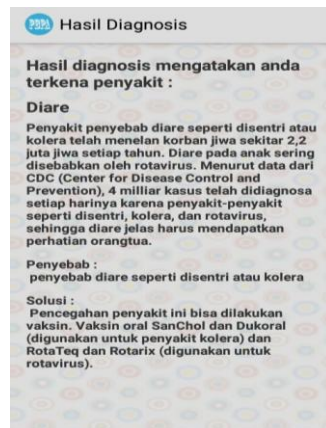 Hasil Diagnosis
Hasil diagnosis mengatakan anda
terkena penyakit :
Diare
Penyakit penyebab diare seperti disentri atau
kolera telah menelan korban jiwa sekitar 2,2
juta jiwa setiap tahun. Diare pada anak sering
disebabkan oleh rotavirus. Menurut data dari
CDC (Center for Disease Control and
Prevention), 4 milliar kasus telah didiagnosa
setiap harinya karena penyakit-penyakit
seperti disentri, kolera, dan rotavirus,
sehingga diare jelas harus mendapatkan
perhatian orangtua.
Penyebab :
penyebab diare seperti disentri atau kolera
Solusi :
Pencegahan penyakit ini bisa dilakukan
vaksin. Vaksin oral SanChol dan Dukoral
(digunakan untuk penyakit kolera) dan
RotaTeq dan Rotarix (digunakan untuk
rotavirus).